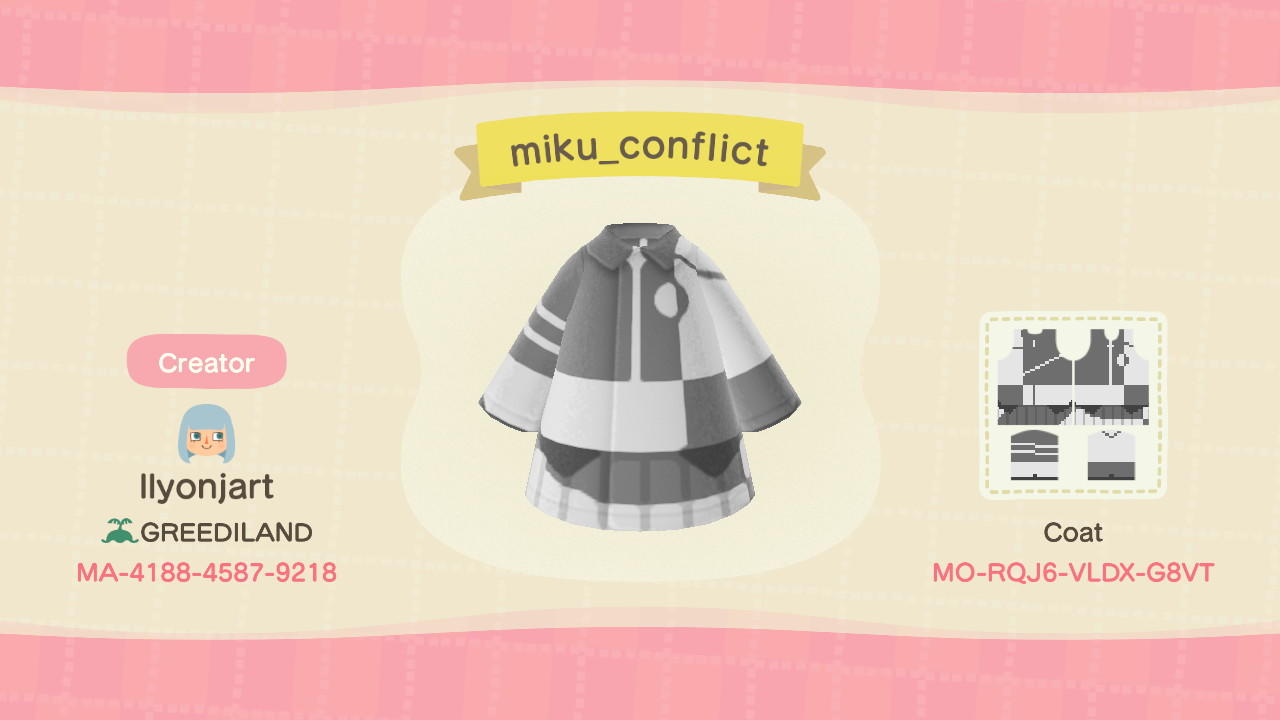 miku_conflict
Creator
Ilyonjart
GREEDILAND
MA-4188-4587-9218
Coat
MO-RQJ6-VLDX-G8VT